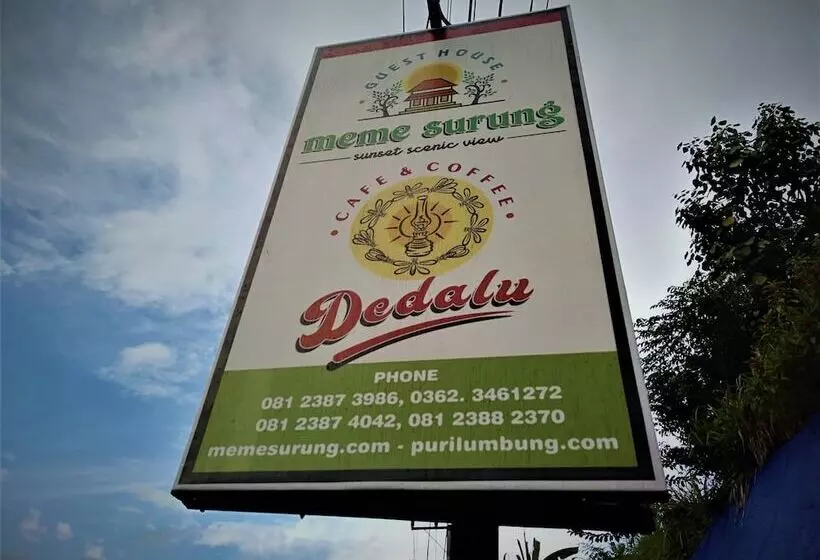 GUEST HOUSE
meme surung
sunset scenic view
CAFE & COFFEE
Dedalu
PHONE
081 2387 3986, 0362. 3461272
081 2387 4042, 081 2388 2370
memesurung.com - purilumbung.com